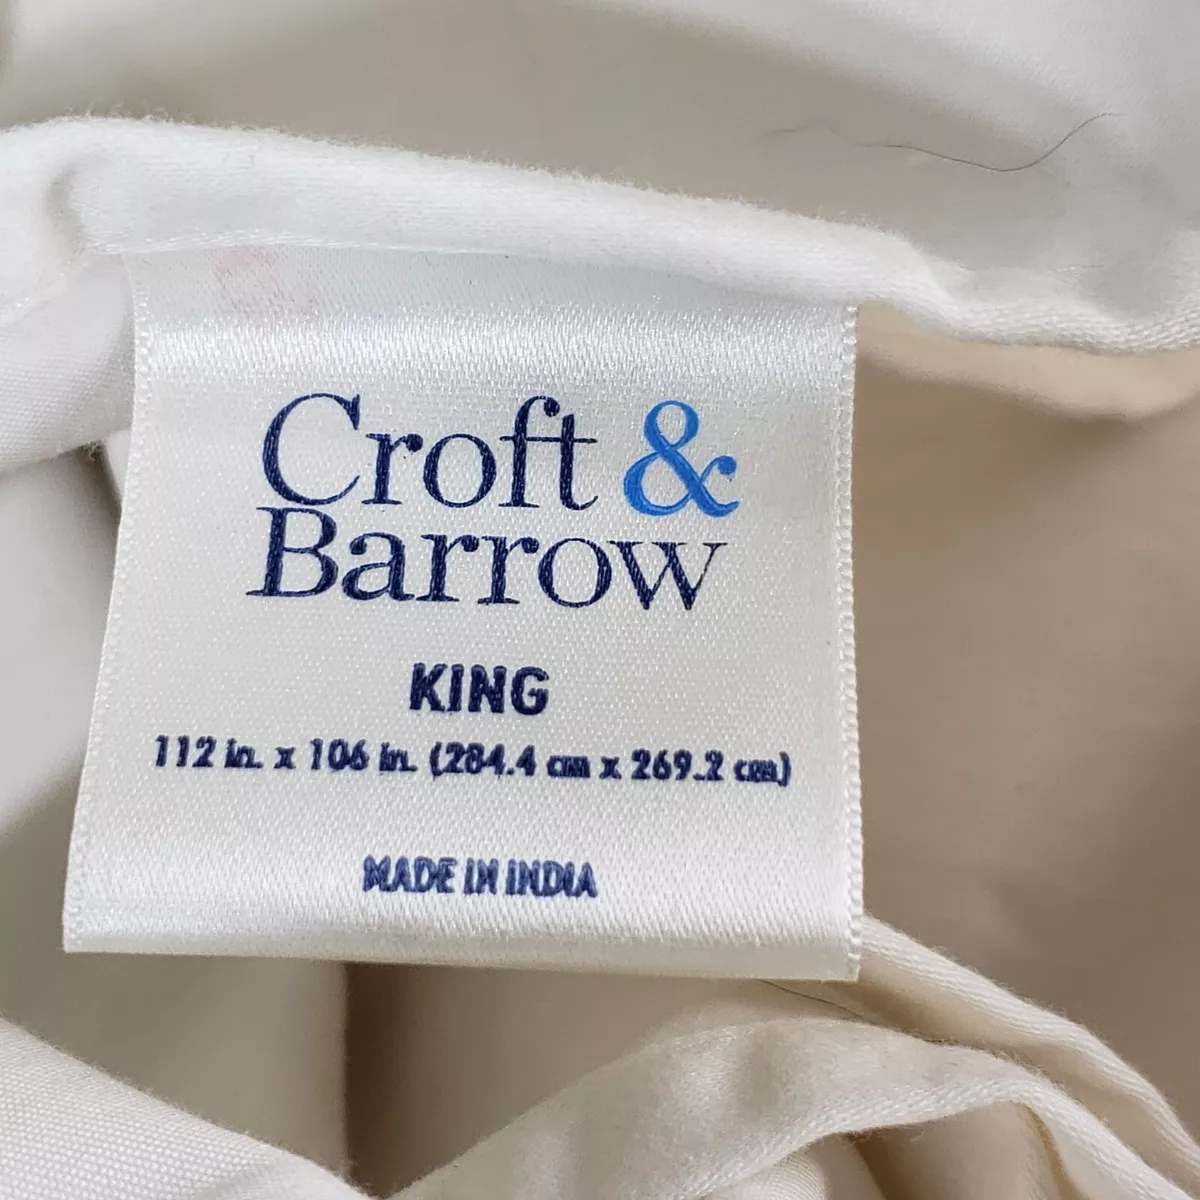 Croft &
Barrow
KING
112 in. x 106 in. (284.4 cm x 269.2 cm)
MADE IN INDIA